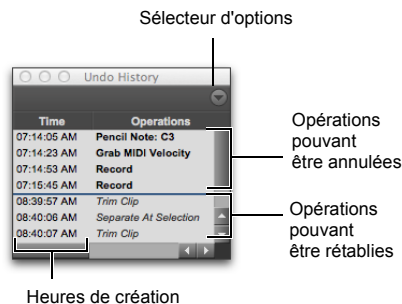 Sélecteur d'options
Undo History
Time Operations
07:14:05 AM Pencil Note: C3
07:14:23 AM Grab MIDI Velocity
07:14:53 AM Record
07:15:45 AM Record
08:39:57 AM Trim Clip
08:40:06 AM Separate At Selection
08:40:07 AM Trim Clip
Opérations
pouvant
être annulées
Opérations
pouvant
être rétablies
Heures de création